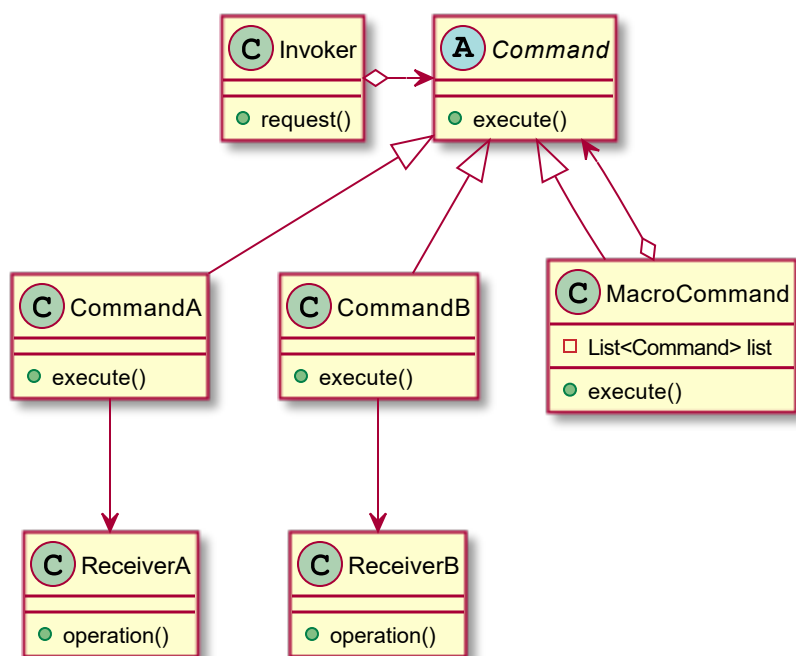 C Invoker
request()
A Command
execute()
C CommandA
execute()
C CommandB
execute()
C MacroCommand
List<Command> list
execute()
C ReceiverA
operation()
C ReceiverB
operation()